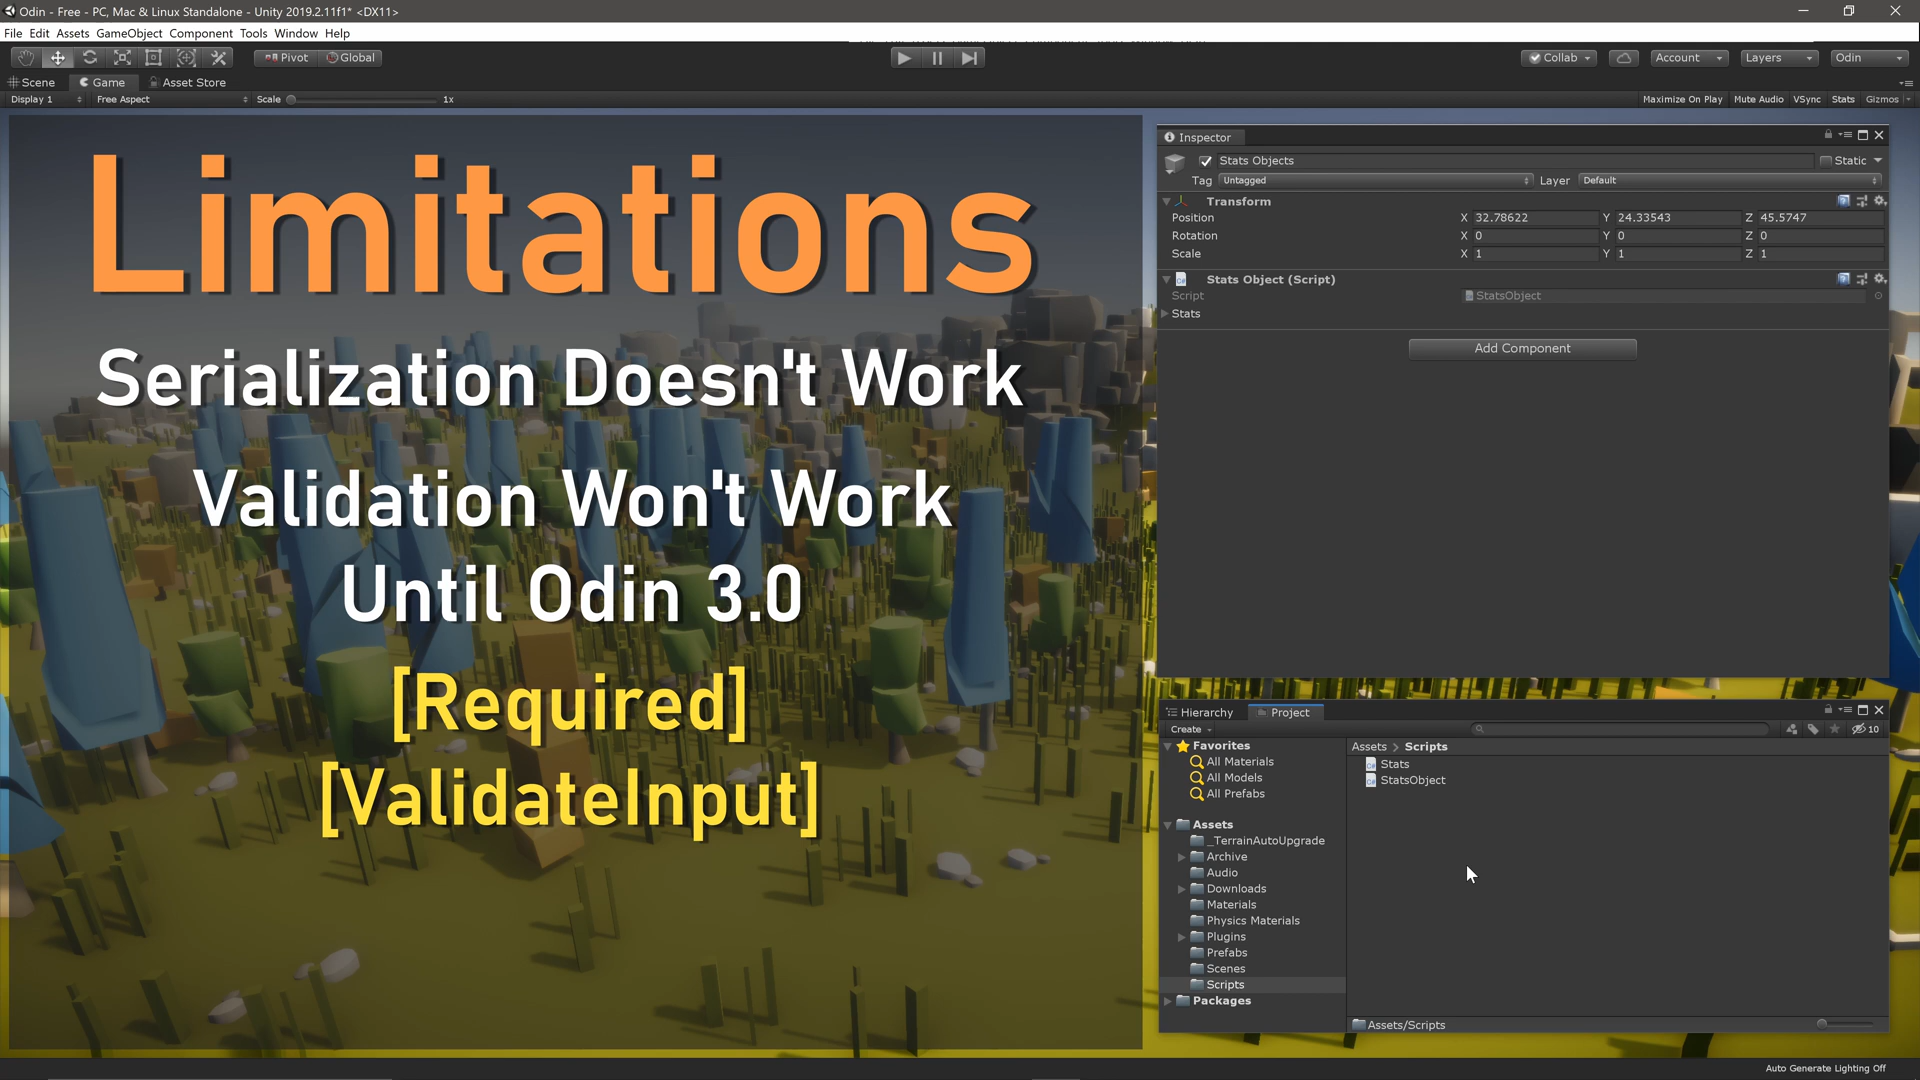 Odin - Free - PC, Mac & Linux Standalone - Unity 2019.2.11f1* <DX11>
File Edit Assets GameObject Component Tools Window Help
Pivot Global
Collab Account Layers Odin
Scene Game Asset Store
Display 1 Free Aspect Scale 1x
Maximize On Play Mute Audio VSync Stats Gizmos
Limitations
Serialization Doesn't Work
Validation Won't Work
Until Odin 3.0
[Required]
[ValidateInput]
Inspector
Stats Objects Static
Tag Untagged Layer Default
Transform
Position X 32.78622 Y 24.33543 Z 45.5747
Rotation X 0 Y 0 Z 0
Scale X 1 Y 1 Z 1
Stats Object (Script)
Script StatsObject
Stats
Add Component
Hierarchy Project
Create 10
Favorites
All Materials
All Models
All Prefabs
Assets
_TerrainAutoUpgrade
Archive
Audio
Downloads
Materials
Physics Materials
Plugins
Prefabs
Scenes
Scripts
Packages
Assets > Scripts
Stats
StatsObject
Assets/Scripts
Auto Generate Lighting Off